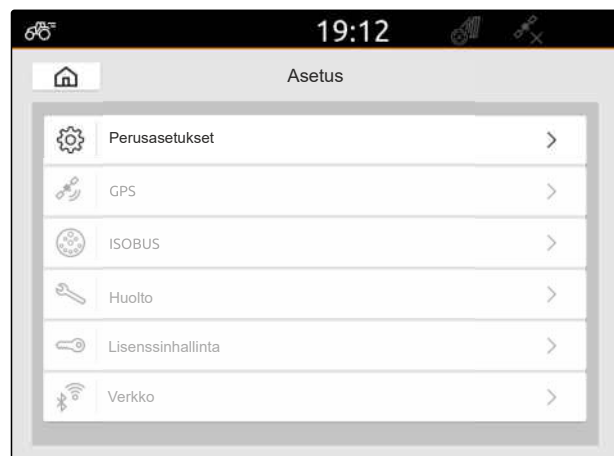 19:12
Asetus
Perusasetukset
GPS
ISOBUS
Huolto
Lisenssinhallinta
Verkko